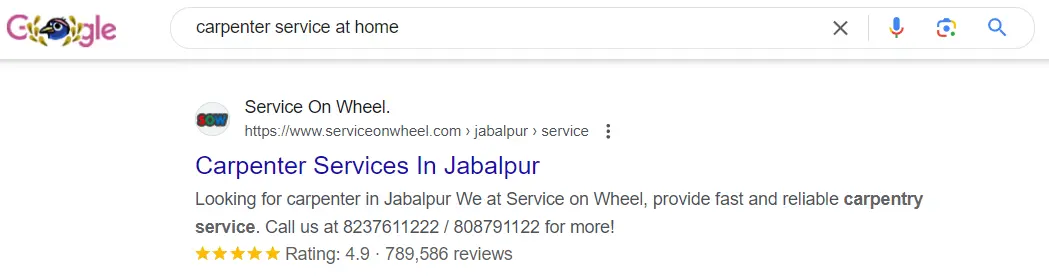 Google
carpenter service at home
SOW
Service On Wheel.
https://www.serviceonwheel.com › jabalpur › service
Carpenter Services In Jabalpur
Looking for carpenter in Jabalpur We at Service on Wheel, provide fast and reliable carpentry
service. Call us at 8237611222 / 808791122 for more!
Rating: 4.9 · 789,586 reviews